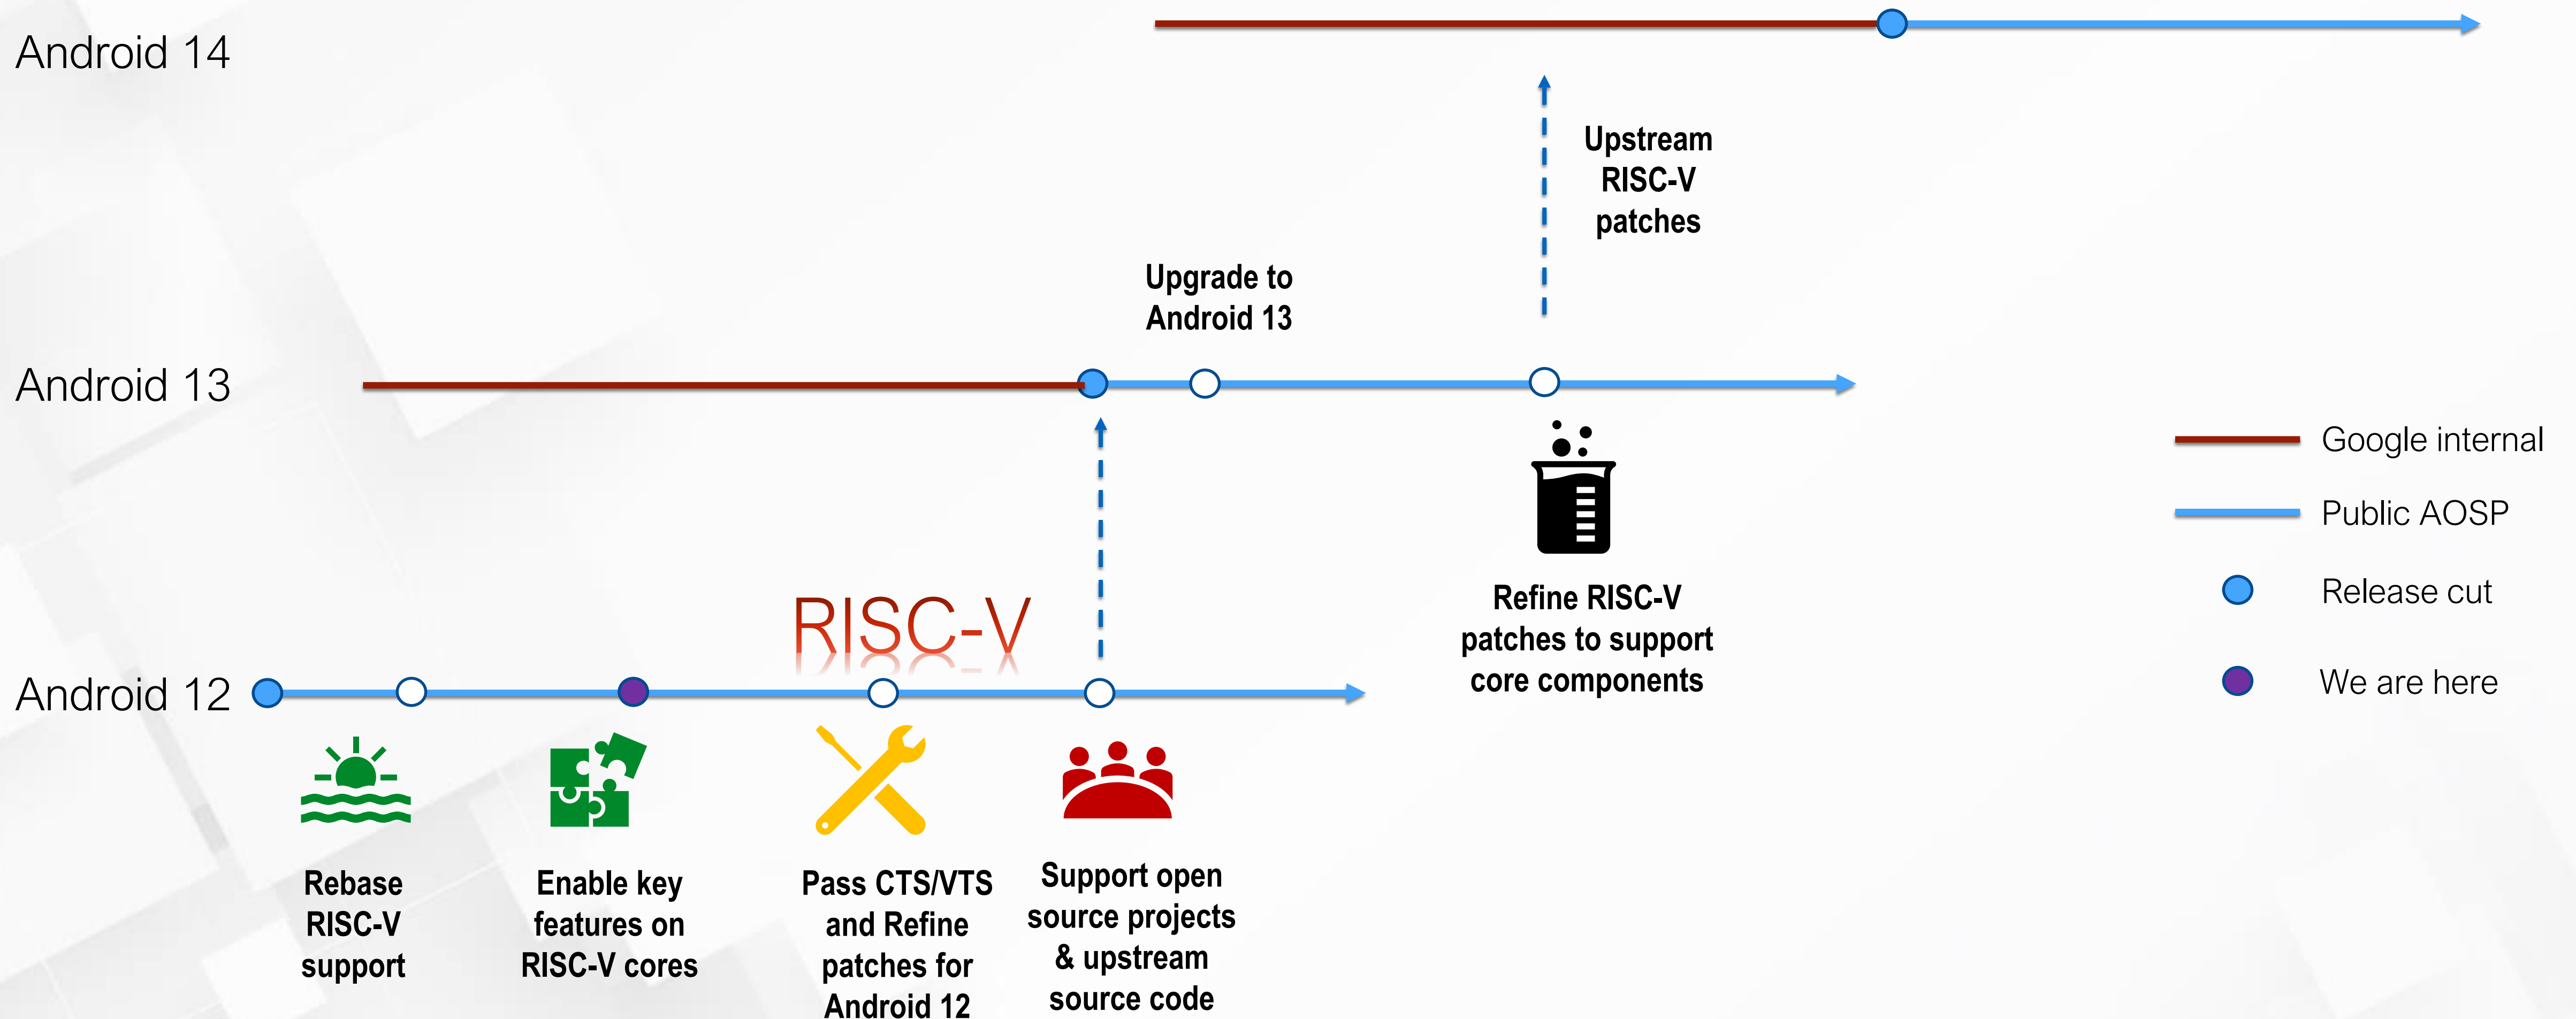 Android 14
Upstream
RISC-V
patches
Upgrade to
Android 13
Android 13
Google internal
Public AOSP
Release cut
We are here
Refine RISC-V
patches to support
core components
RISC-V
Android 12
Rebase
RISC-V
support
Enable key
features on
RISC-V cores
Pass CTS/VTS
and Refine
patches for
Android 12
Support open
source projects
& upstream
source code